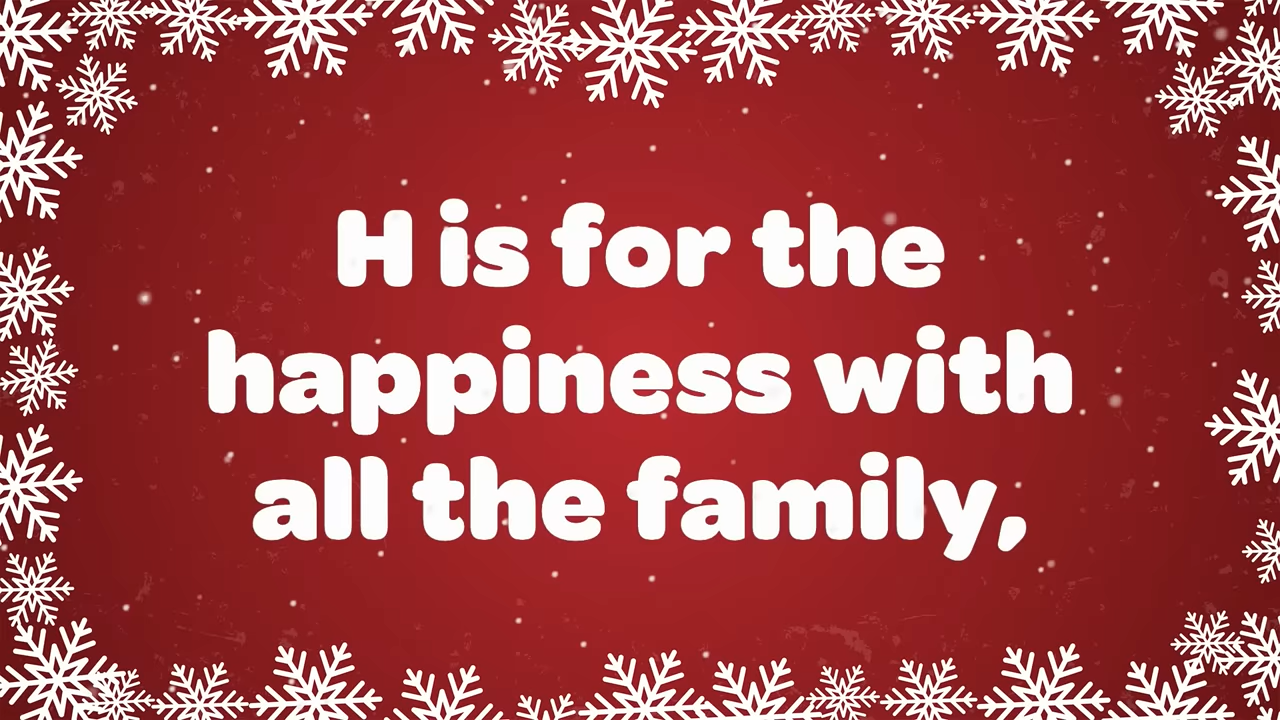 H is for the
happiness with
all the family,